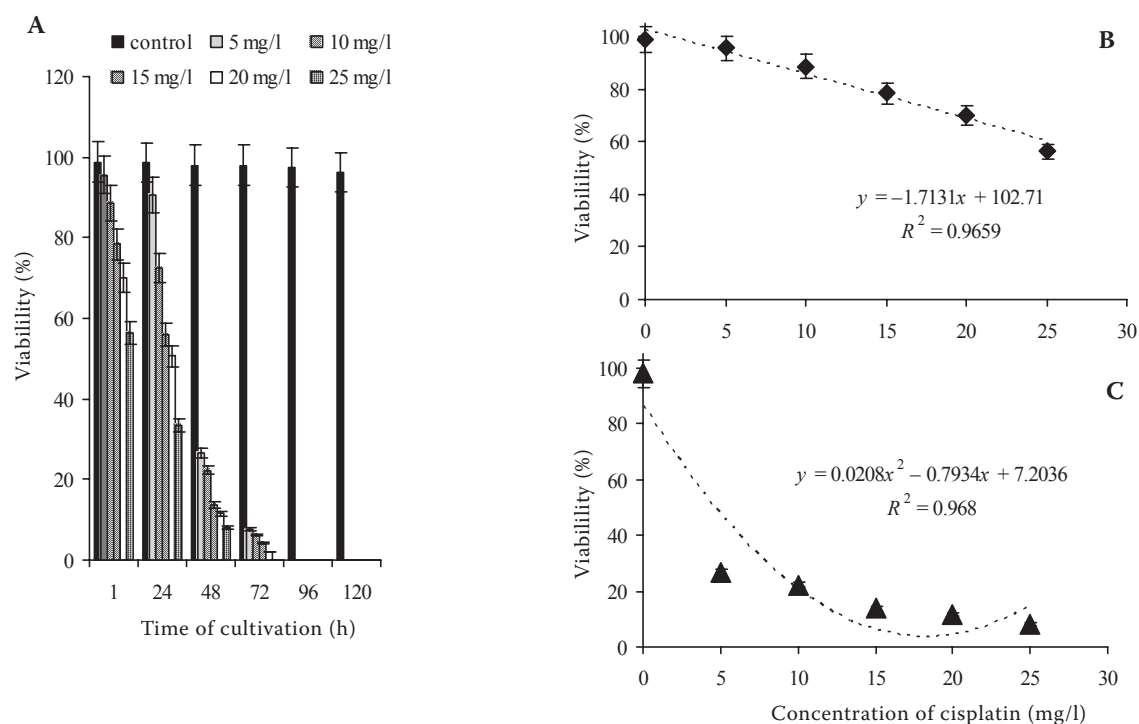 A
control 5 mg/l 10 mg/l
15 mg/l 20 mg/l 25 mg/l
120
100
80
60
40
20
0
Viabilility (%)
1 24 48 72 96 120
Time of cultivation (h)
B
100
80
60
40
20
0
Viabilility (%)
y = –1.7131x + 102.71
R² = 0.9659
0 5 10 15 20 25 30
C
100
80
60
40
20
0
Viabilility (%)
y = 0.0208x² – 0.7934x + 7.2036
R² = 0.968
0 5 10 15 20 25 30
Concentration of cisplatin (mg/l)